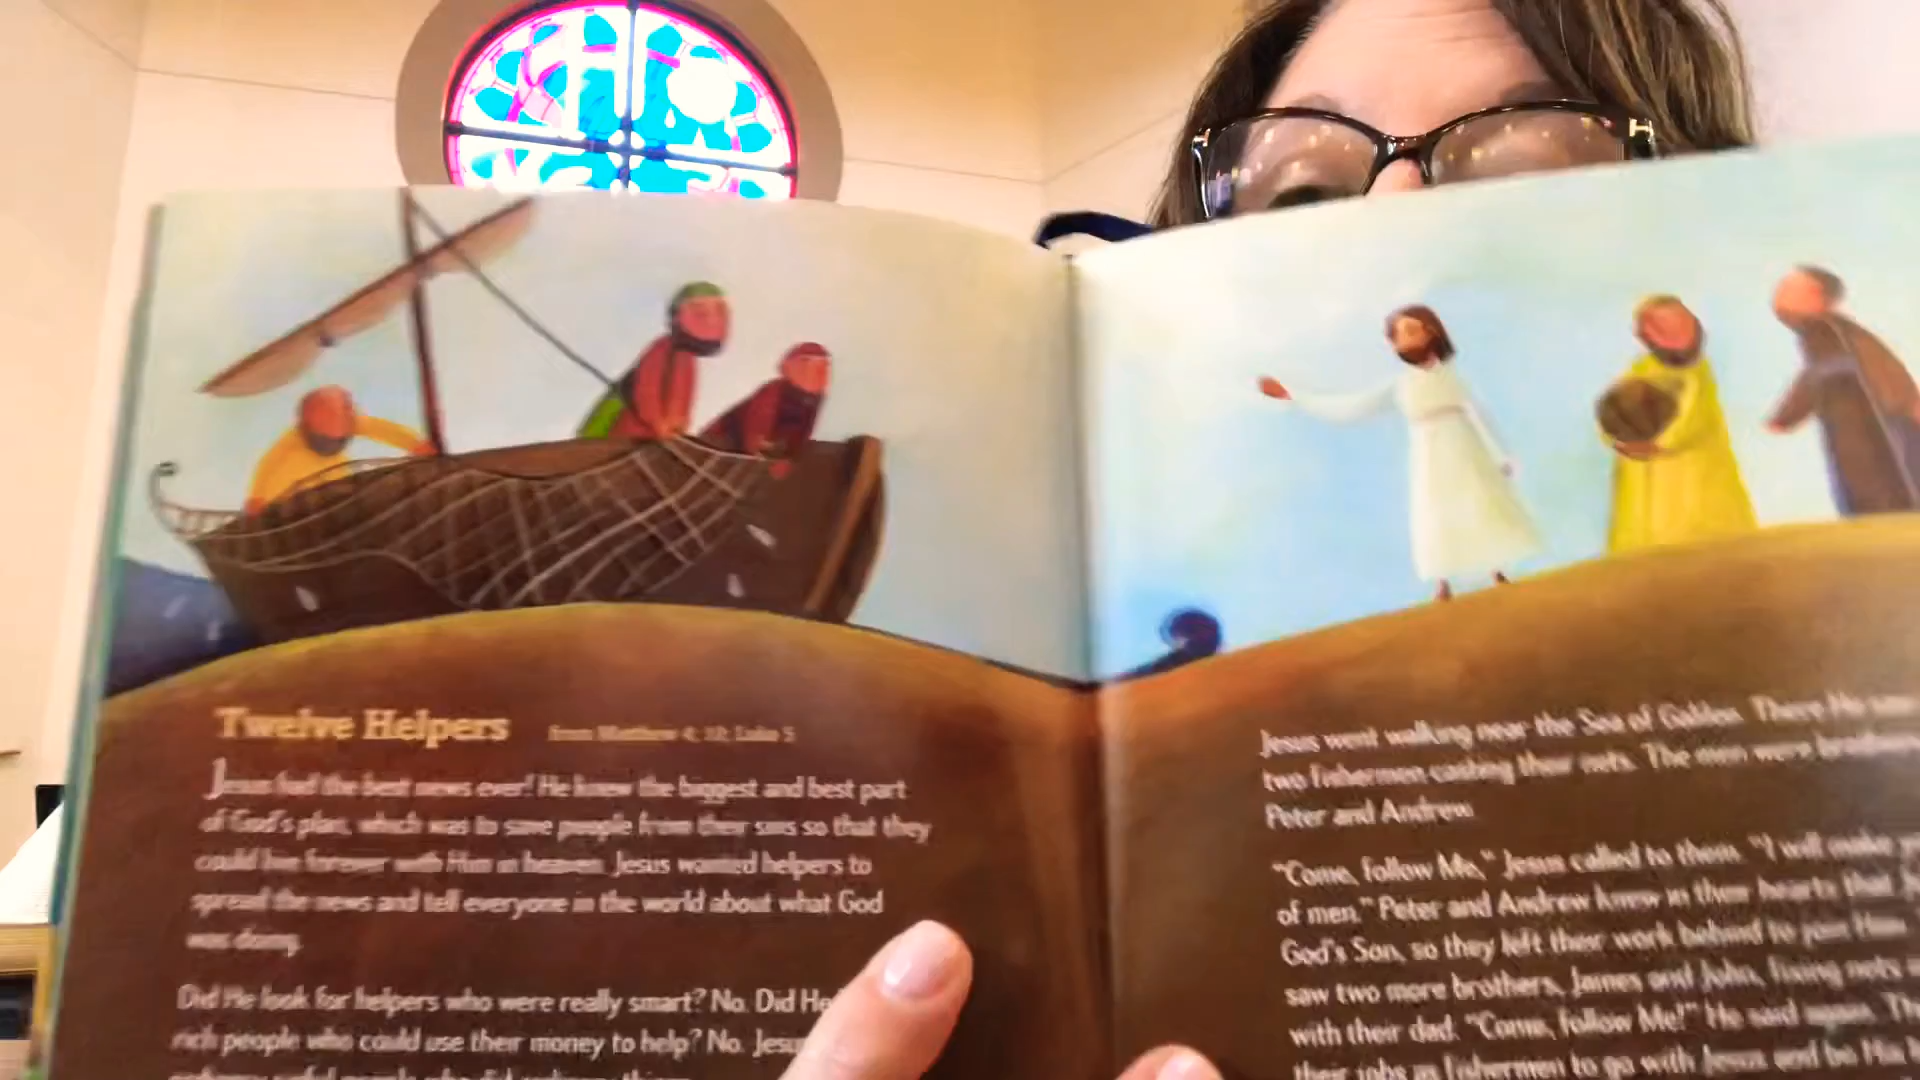 Twelve Helpers
from Matthew 4; 10; Luke 5
Jesus had the best news ever! He knew the biggest and best part
of God's plan, which was to save people from their sins so that they
could live forever with Him in heaven. Jesus wanted helpers to
spread the news and tell everyone in the world about what God
was doing.
Did He look for helpers who were really smart? No. Did He
rich people who could use their money to help? No. Jesu
Jesus went walking near the Sea of Galilee. There He saw
two fishermen casting their nets. The men were brothers
Peter and Andrew.
"Come, follow Me," Jesus called to them. "I will make
of men." Peter and Andrew knew in their hearts that
God's Son, so they left their work behind to join Him.
saw two more brothers, James and John, fixing nets
with their dad. "Come, follow Me!" He said again. Th
their jobs as fishermen to go with Jesus and be His